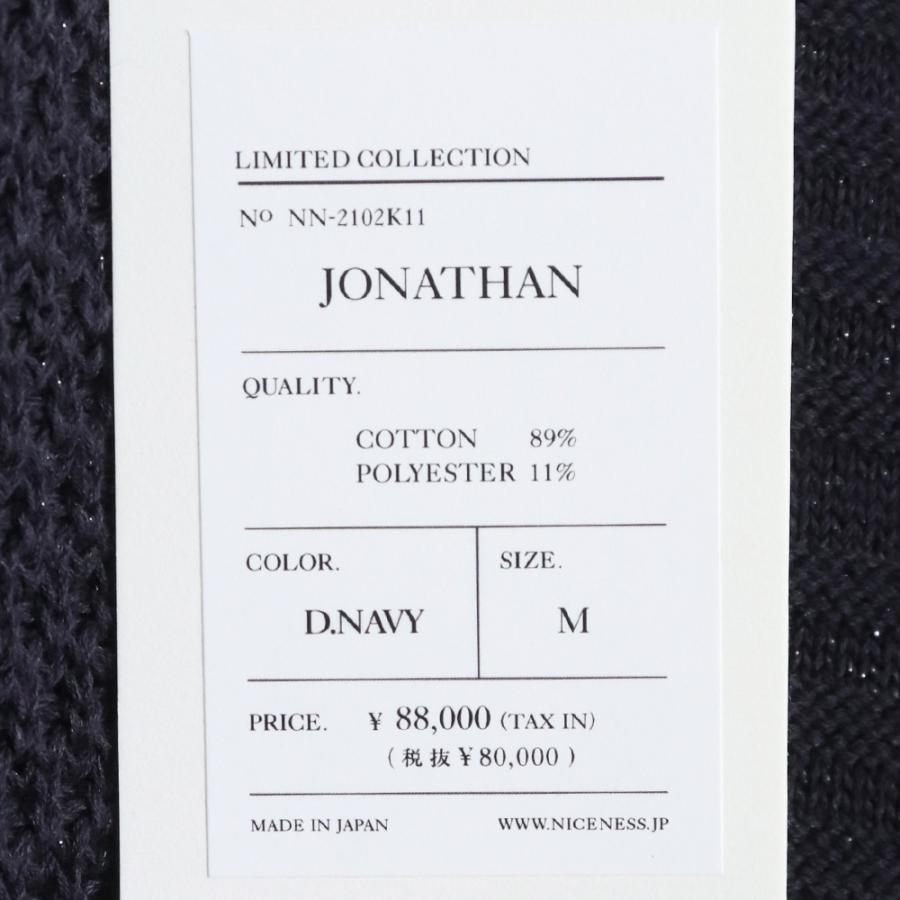 LIMITED COLLECTION
Nº NN-2102K11
JONATHAN
QUALITY.
COTTON 89%
POLYESTER 11%
COLOR. SIZE.
D.NAVY M
PRICE. ¥ 88,000 (TAX IN)
(税抜¥80,000)
MADE IN JAPAN WWW.NICENESS.JP